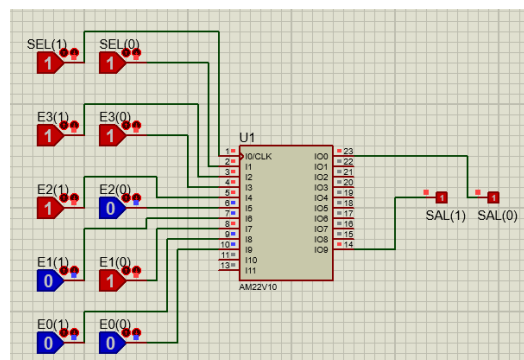 SEL(1) SEL(0)
1 1
E3(1) E3(0)
1 1
E2(1) E2(0)
1 0
E1(1) E1(0)
0 1
E0(1) E0(0)
0 0
U1
1 I0/CLK IO0 23
2 I1 IO1 22
3 I2 IO2 21
4 I3 IO3 20
5 I4 IO4 19
6 I5 IO5 18
7 I6 IO6 17
8 I7 IO7 16
9 I8 IO8 15
10 I9 IO9 14
11 I10
13 I11
AM22V10
1 1
SAL(1) SAL(0)